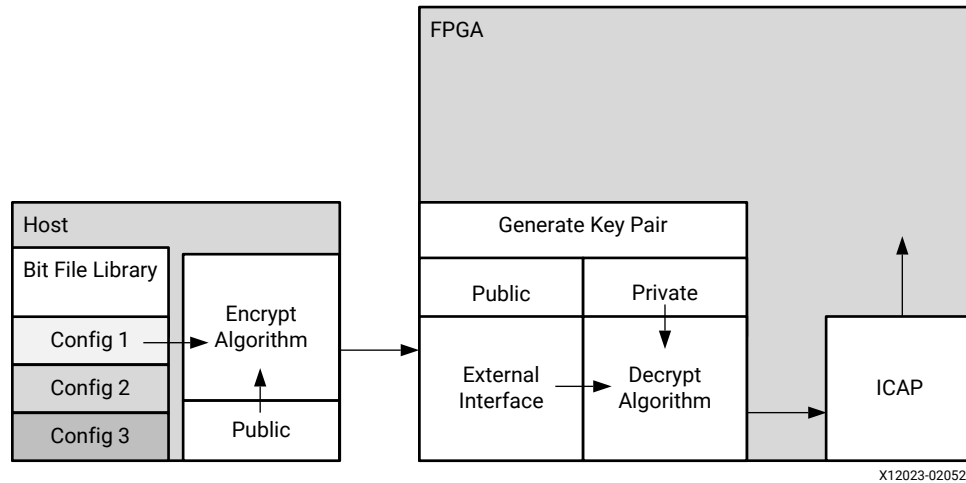 FPGA
Host
Generate Key Pair
Bit File Library
Public
Private
Encrypt
Algorithm
Config 1
Config 2
Config 3
Public
External
Interface
Decrypt
Algorithm
ICAP
X12023-02052